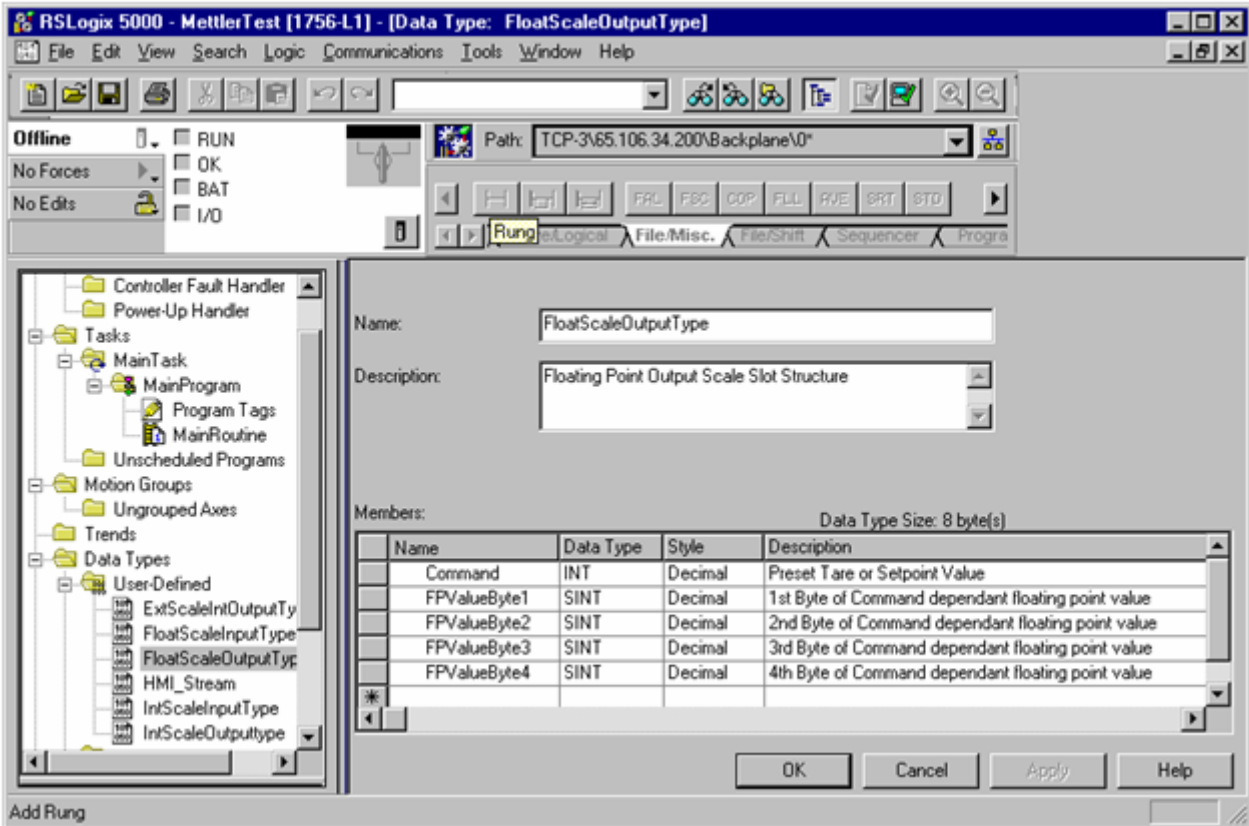 RSLogix 5000 - MettlerTest [1756-L1] - [Data Type: FloatScaleOutputType]
File Edit View Search Logic Communications Tools Window Help
Offline
RUN
Path: TCP-3\65.106.34.200\Backplane\0*
No Forces
OK
BAT
No Edits
I/O
FAL FSC COP FLL AVE SRT STD
Rung
e/Logical File/Misc. File/Shift Sequencer Progra
Controller Fault Handler
Power-Up Handler
Tasks
MainTask
MainProgram
Program Tags
MainRoutine
Unscheduled Programs
Motion Groups
Ungrouped Axes
Trends
Data Types
User-Defined
ExtScaleIntOutputTy
FloatScaleInputType
FloatScaleOutputTyp
HMI_Stream
IntScaleInputType
IntScaleOutputtype
Name: FloatScaleOutputType
Description: Floating Point Output Scale Slot Structure
Members: Data Type Size: 8 byte(s)
Name Data Type Style Description
Command INT Decimal Preset Tare or Setpoint Value
FPValueByte1 SINT Decimal 1st Byte of Command dependant floating point value
FPValueByte2 SINT Decimal 2nd Byte of Command dependant floating point value
FPValueByte3 SINT Decimal 3rd Byte of Command dependant floating point value
FPValueByte4 SINT Decimal 4th Byte of Command dependant floating point value
OK Cancel Apply Help
Add Rung